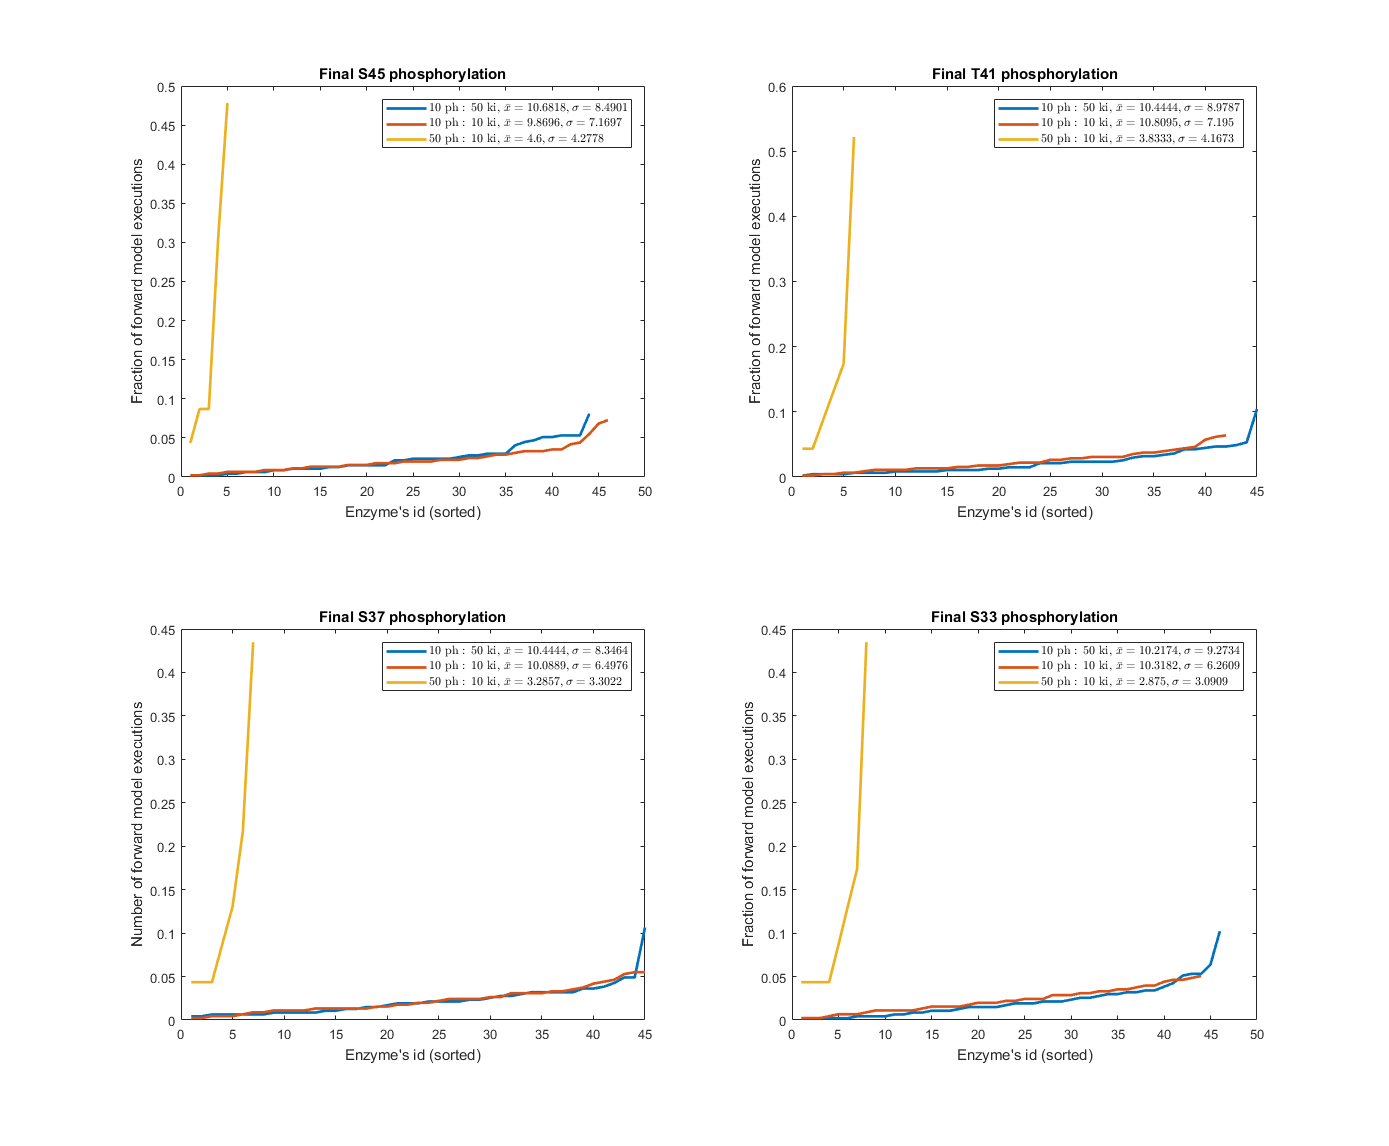 Final S45 phosphorylation
Fraction of forward model executions
0.5
0.45
0.4
0.35
0.3
0.25
0.2
0.15
0.1
0.05
0
10 ph : 50 ki, x̄ = 10.6818, σ = 8.4901
10 ph : 10 ki, x̄ = 9.8696, σ = 7.1697
50 ph : 10 ki, x̄ = 4.6, σ = 4.2778
0 5 10 15 20 25 30 35 40 45 50
Enzyme's id (sorted)
Final T41 phosphorylation
Fraction of forward model executions
0.6
0.5
0.4
0.3
0.2
0.1
0
10 ph : 50 ki, x̄ = 10.4444, σ = 8.9787
10 ph : 10 ki, x̄ = 10.8095, σ = 7.195
50 ph : 10 ki, x̄ = 3.8333, σ = 4.1673
0 5 10 15 20 25 30 35 40 45
Enzyme's id (sorted)
Final S37 phosphorylation
Number of forward model executions
0.45
0.4
0.35
0.3
0.25
0.2
0.15
0.1
0.05
0
10 ph : 50 ki, x̄ = 10.4444, σ = 8.3464
10 ph : 10 ki, x̄ = 10.0889, σ = 6.4976
50 ph : 10 ki, x̄ = 3.2857, σ = 3.3022
0 5 10 15 20 25 30 35 40 45
Enzyme's id (sorted)
Final S33 phosphorylation
Fraction of forward model executions
0.45
0.4
0.35
0.3
0.25
0.2
0.15
0.1
0.05
0
10 ph : 50 ki, x̄ = 10.2174, σ = 9.2734
10 ph : 10 ki, x̄ = 10.3182, σ = 6.2609
50 ph : 10 ki, x̄ = 2.875, σ = 3.0909
0 5 10 15 20 25 30 35 40 45 50
Enzyme's id (sorted)